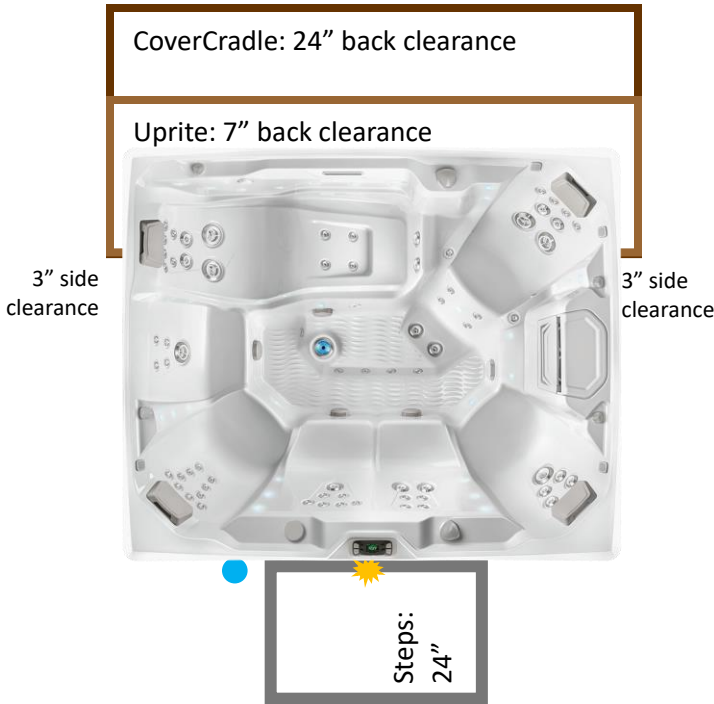 CoverCradle: 24” back clearance
Uprite: 7” back clearance
3” side
clearance
3” side
clearance
Steps:
24”